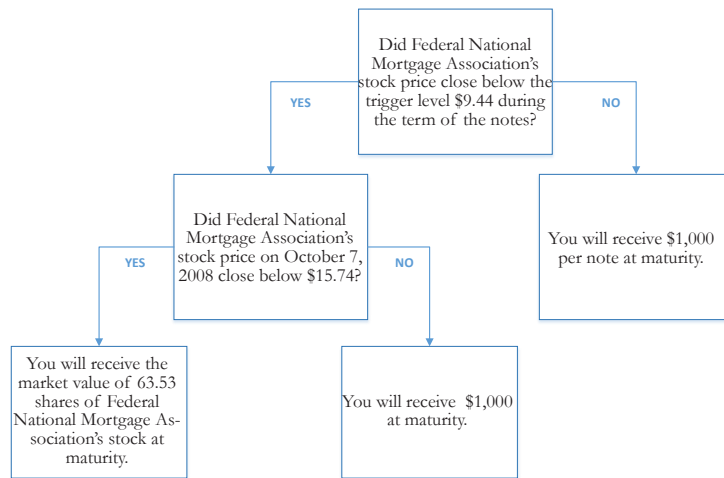 Did Federal National
Mortgage Association's
stock price close below the
trigger level $9.44 during
the term of the notes?
YES
NO
Did Federal National
Mortgage Association's
stock price on October 7,
2008 close below $15.74?
You will receive $1,000
per note at maturity.
YES
NO
You will receive the
market value of 63.53
shares of Federal
National Mortgage As-
sociation's stock at
maturity.
You will receive $1,000
at maturity.